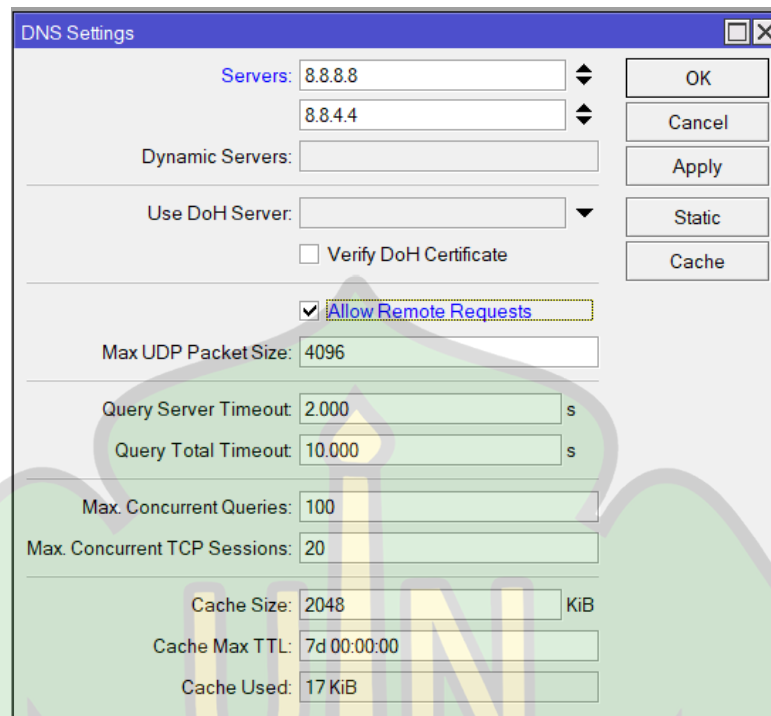 DNS Settings
Servers: 8.8.8.8
OK
8.8.4.4
Cancel
Dynamic Servers:
Apply
Use DoH Server:
Static
Verify DoH Certificate
Cache
Allow Remote Requests
Max UDP Packet Size: 4096
Query Server Timeout: 2.000 s
Query Total Timeout: 10.000 s
Max. Concurrent Queries: 100
Max. Concurrent TCP Sessions: 20
Cache Size: 2048 KiB
Cache Max TTL: 7d 00:00:00
Cache Used: 17 KiB
UIN